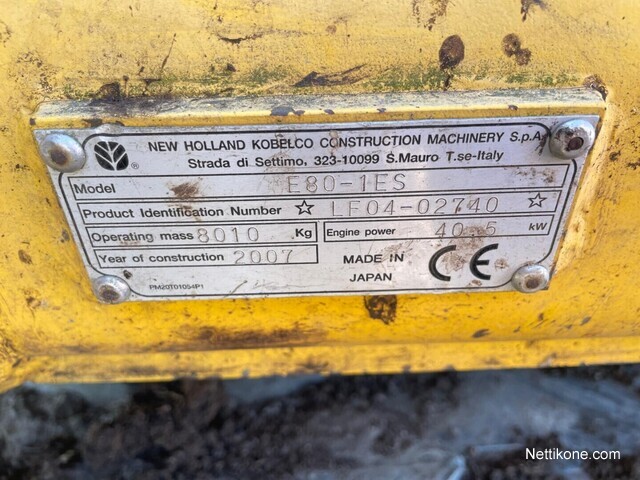 NEW HOLLAND KOBELCO CONSTRUCTION MACHINERY S.p.A
Strada di Settimo, 323-10099 S.Mauro T.se-Italy
Model E80-1ES
Product Identification Number ☆ LF04-02740 ☆
Operating mass 8010 .Kg Engine power 40.5 kW
Year of construction 2007 MADE IN JAPAN CE
PM20T01094P1
Nettikone.com